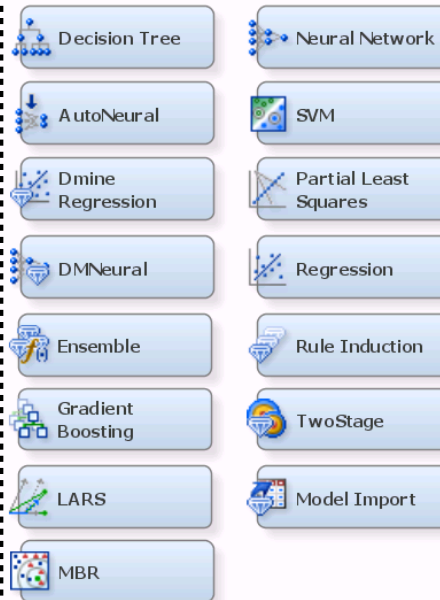 Decision Tree
Neural Network
AutoNeural
SVM
Dmine
Regression
Partial Least
Squares
DMNeural
Regression
Ensemble
Rule Induction
Gradient
Boosting
TwoStage
LARS
Model Import
MBR